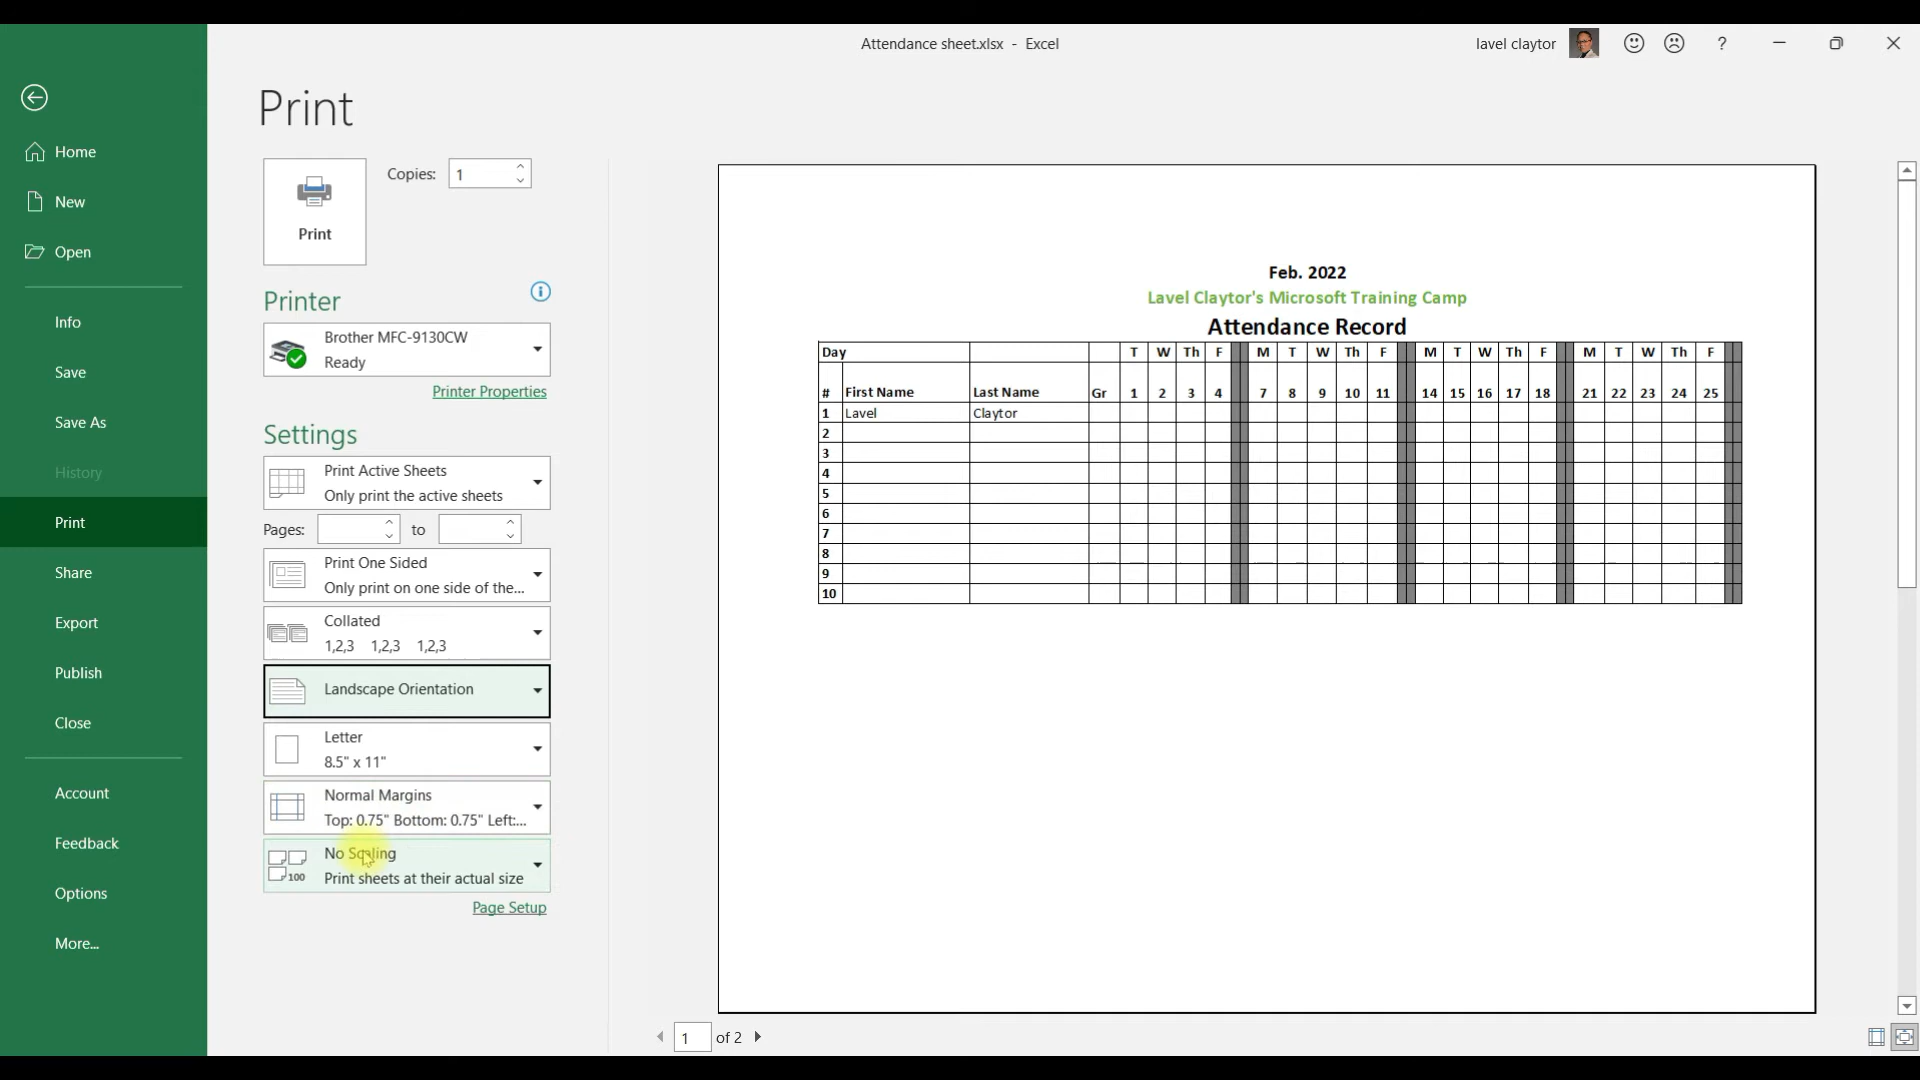 Attendance sheet.xlsx - Excel
lavel claytor
?
Print
Home
New
Open
Info
Save
Save As
History
Print
Share
Export
Publish
Close
Account
Feedback
Options
More...
Print
Copies: 1
Printer
Brother MFC-9130CW
Ready
Printer Properties
Settings
Print Active Sheets
Only print the active sheets
Pages: to
Print One Sided
Only print on one side of the...
Collated
1,2,3 1,2,3 1,2,3
Landscape Orientation
Letter
8.5" x 11"
Normal Margins
Top: 0.75" Bottom: 0.75" Left:...
No Scaling
100
Print sheets at their actual size
Page Setup
Feb. 2022
Lavel Claytor's Microsoft Training Camp
Attendance Record
Day T W Th F M T W Th F M T W Th F M T W Th F
# First Name Last Name Gr 1 2 3 4 7 8 9 10 11 14 15 16 17 18 21 22 23 24 25
1 Lavel Claytor
2
3
4
5
6
7
8
9
10
1 of 2